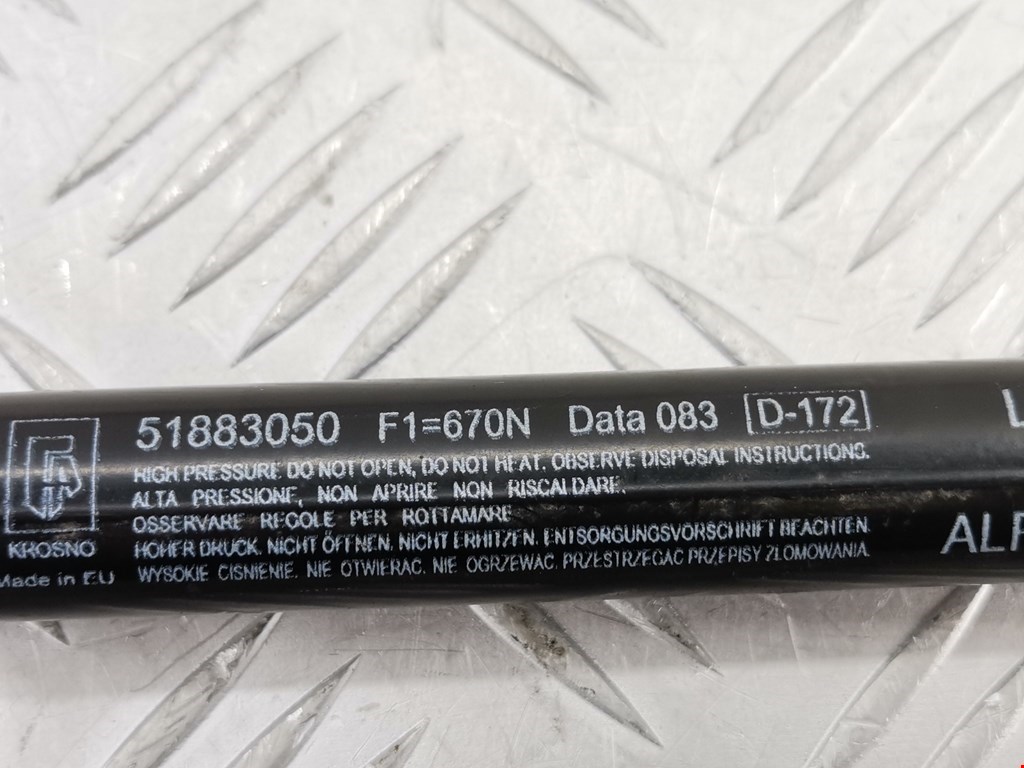 51883050 F1=670N Data 083 D-172
HIGH PRESSURE DO NOT OPEN, DO NOT HEAT. OBSERVE DISPOSAL INSTRUCTIONS.
ALTA PRESSIONE, NON APRIRE NON RISCALDARE.
OSSERVARE REGOLE PER ROTTAMARE
HOHER DRUCK. NICHT ÖFFNEN. NICHT ERHITZEN. ENTSORGUNGSVORSCHRIFT BEACHTEN.
WYSOKIE CISNIENIE. NIE OTWIERAC. NIE OGRZEWAC. PRZESTRZEGAC PRZEPISY ZLOMOWANIA.
KROSNO
Made in EU
L
ALF